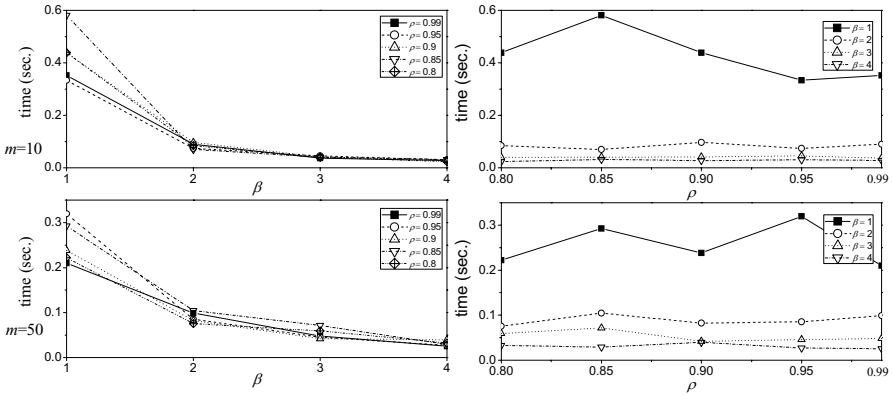 m=10
time (sec.)
0.6
0.4
0.2
0.0
1
2
3
4
β
ρ = 0.99
ρ = 0.95
ρ = 0.9
ρ = 0.85
ρ = 0.8
time (sec.)
0.6
0.4
0.2
0.0
0.80
0.85
0.90
0.95
0.99
ρ
β = 1
β = 2
β = 3
β = 4
m=50
time (sec.)
0.3
0.2
0.1
0.0
1
2
3
4
β
ρ = 0.99
ρ = 0.95
ρ = 0.9
ρ = 0.85
ρ = 0.8
time (sec.)
0.3
0.2
0.1
0.0
0.80
0.85
0.90
0.95
0.99
ρ
β = 1
β = 2
β = 3
β = 4